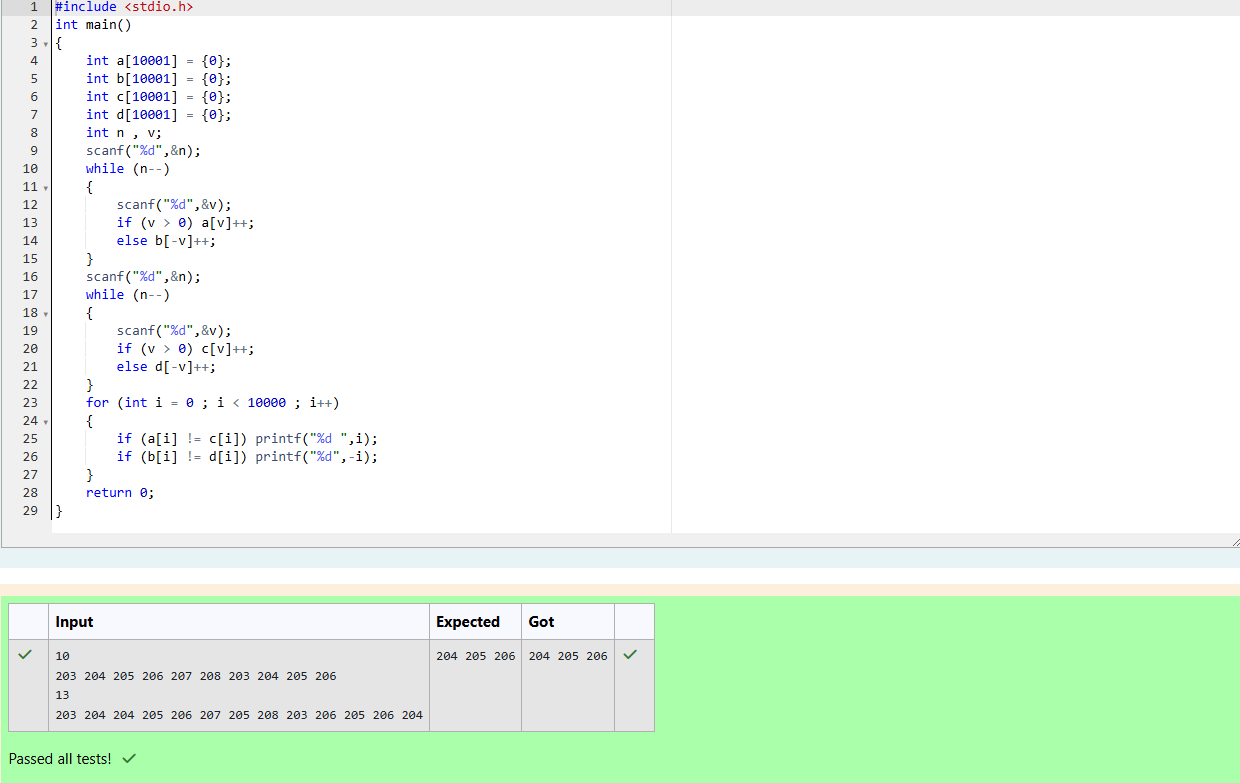 1 #include <stdio.h>
2 int main()
3 {
4     int a[10001] = {0};
5     int b[10001] = {0};
6     int c[10001] = {0};
7     int d[10001] = {0};
8     int n , v;
9     scanf("%d",&n);
10     while (n--)
11     {
12         scanf("%d",&v);
13         if (v > 0) a[v]++;
14         else b[-v]++;
15     }
16     scanf("%d",&n);
17     while (n--)
18     {
19         scanf("%d",&v);
20         if (v > 0) c[v]++;
21         else d[-v]++;
22     }
23     for (int i = 0 ; i < 10000 ; i++)
24     {
25         if (a[i] != c[i]) printf("%d ",i);
26         if (b[i] != d[i]) printf("%d",-i);
27     }
28     return 0;
29 }
Input Expected Got
10 204 205 206 204 205 206
203 204 205 206 207 208 203 204 205 206
13
203 204 204 205 206 207 205 208 203 206 205 206 204
Passed all tests!